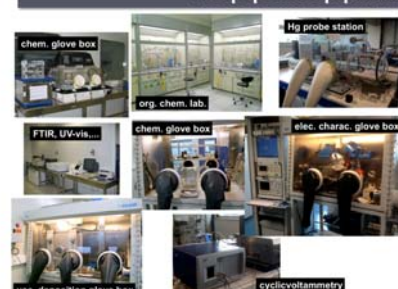 Hg probe station
chem. glove box
org. chem. lab.
FTIR, UV-vis,...
chem. glove box
elec. charac. glove box
cyclicvoltammetry